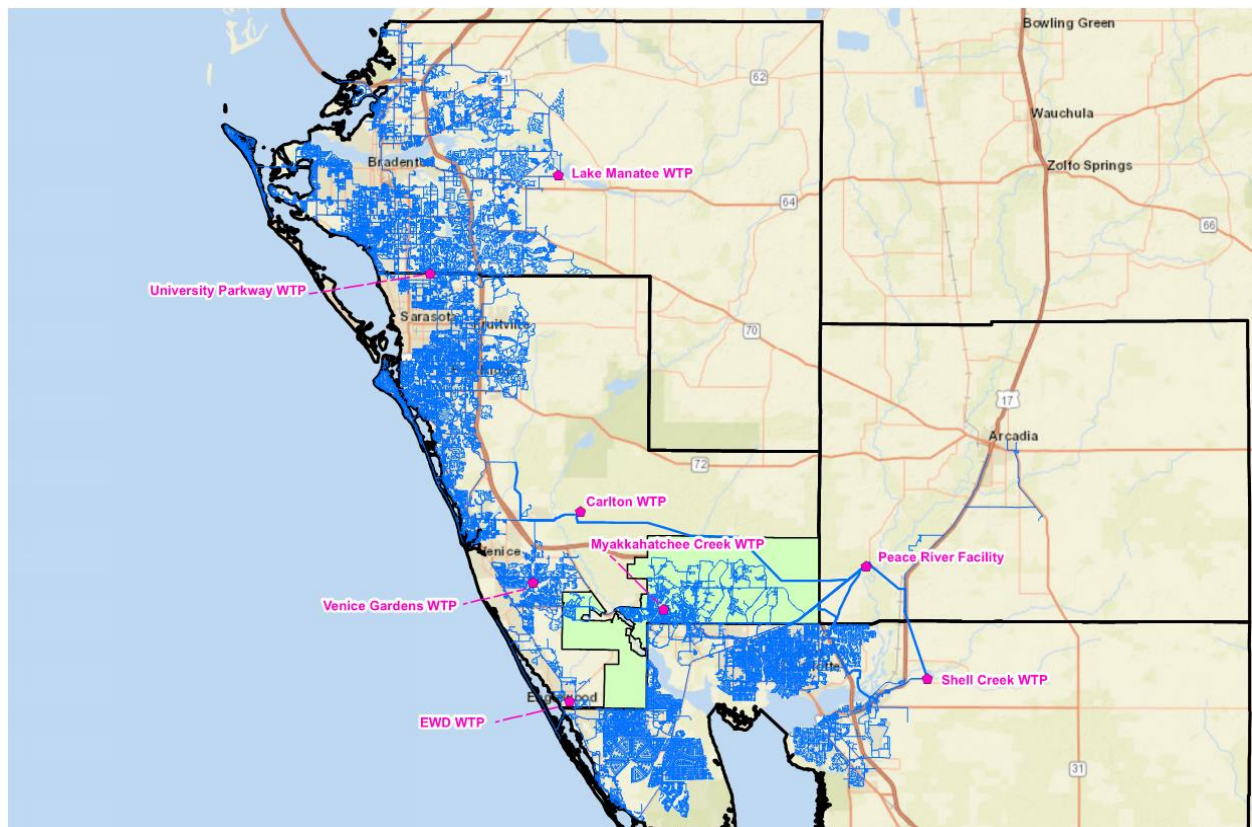 Bowling Green
62
Wauchula
Zolfo Springs
Bradento
Lake Manatee WTP
64
66
University Parkway WTP
Sarasota
Fruitville
70
17
Arcadia
72
Carlton WTP
Myakkahatchee Creek WTP
Venice
Peace River Facility
Venice Gardens WTP
Shell Creek WTP
Englewood
EWD WTP
31